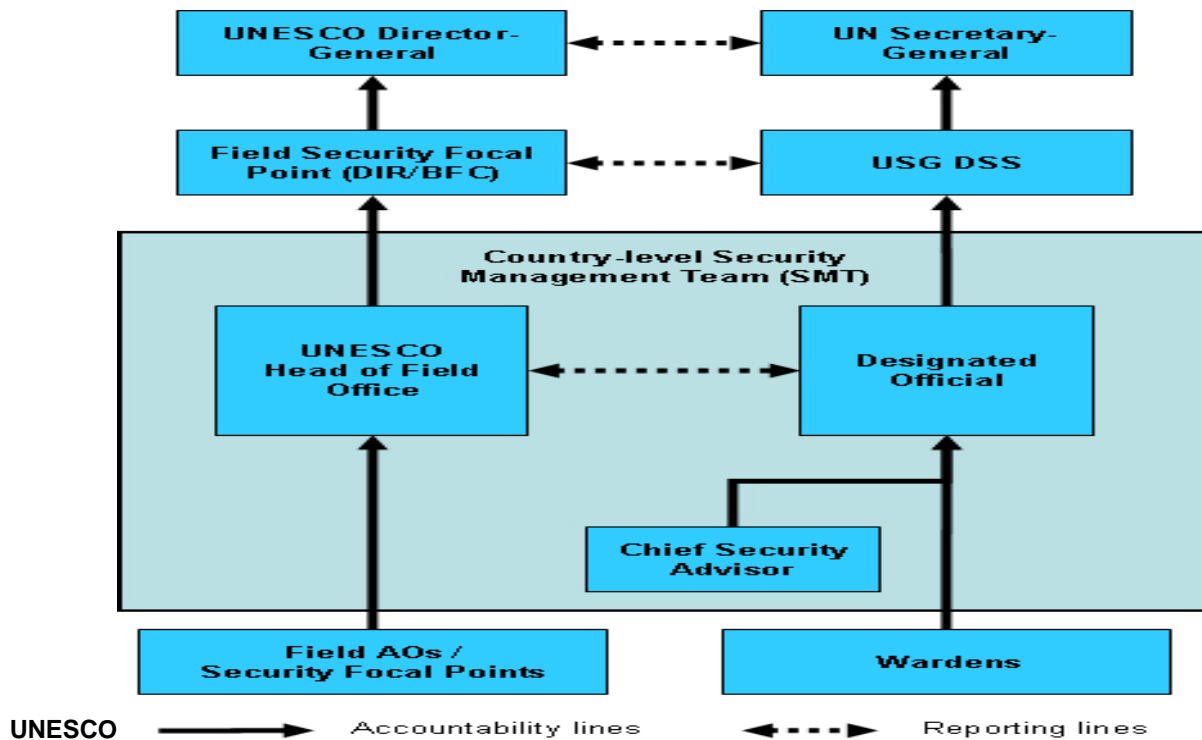 UNESCO Director-
General
UN Secretary-
General
Field Security Focal
Point (DIR/BFC)
USG DSS
Country-level Security
Management Team (SMT)
UNESCO
Head of Field
Office
Designated
Official
Chief Security
Advisor
Field AOs /
Security Focal Points
Wardens
UNESCO
Accountability lines
Reporting lines